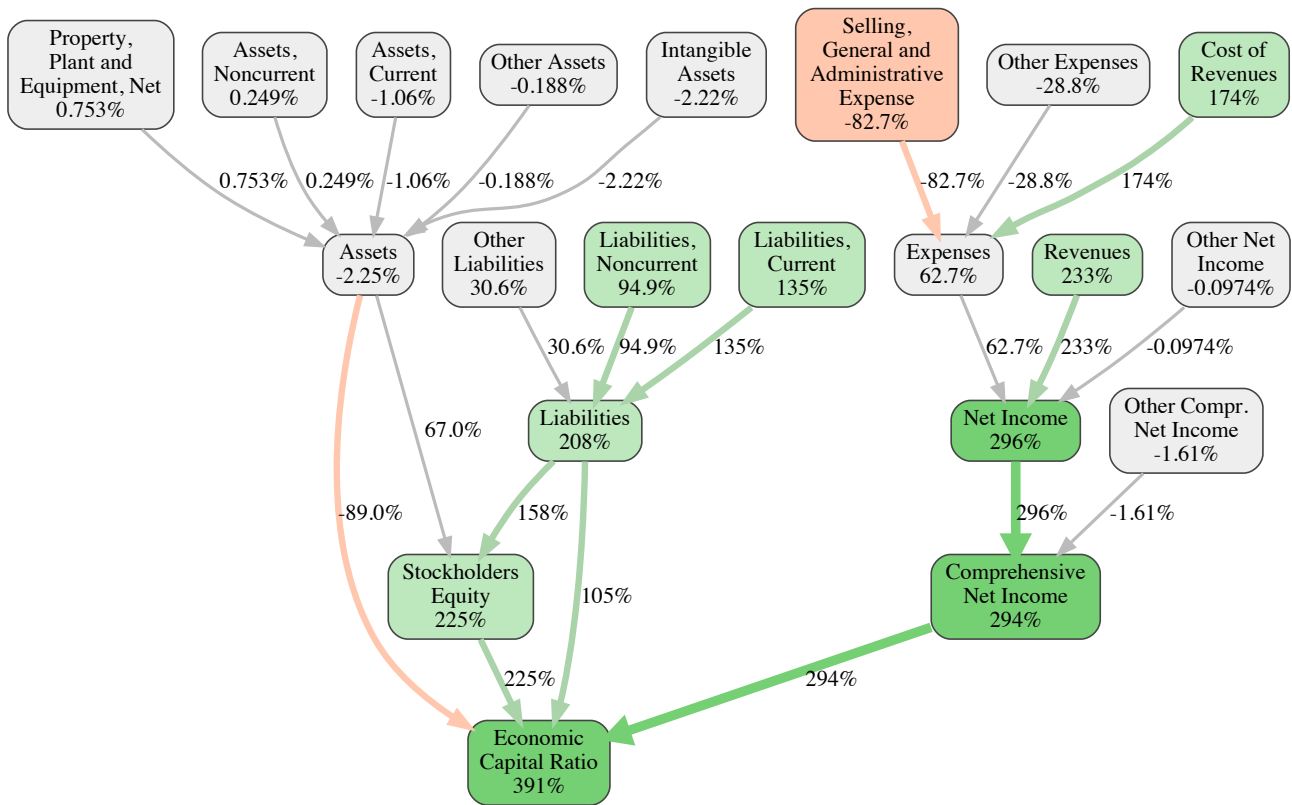 Property,
Plant and
Equipment, Net
0.753%
Assets,
Noncurrent
0.249%
Assets,
Current
-1.06%
Other Assets
-0.188%
Intangible
Assets
-2.22%
Selling,
General and
Administrative
Expense
-82.7%
Other Expenses
-28.8%
Cost of
Revenues
174%
0.753%
0.249%
-1.06%
-0.188%
-2.22%
-82.7%
-28.8%
174%
Assets
-2.25%
Other
Liabilities
30.6%
Liabilities,
Noncurrent
94.9%
Liabilities,
Current
135%
Expenses
62.7%
Revenues
233%
Other Net
Income
-0.0974%
30.6%
94.9%
135%
62.7%
233%
-0.0974%
67.0%
Liabilities
208%
Net Income
296%
Other Compr.
Net Income
-1.61%
-89.0%
158%
296%
-1.61%
Stockholders
Equity
225%
105%
Comprehensive
Net Income
294%
225%
294%
Economic
Capital Ratio
391%